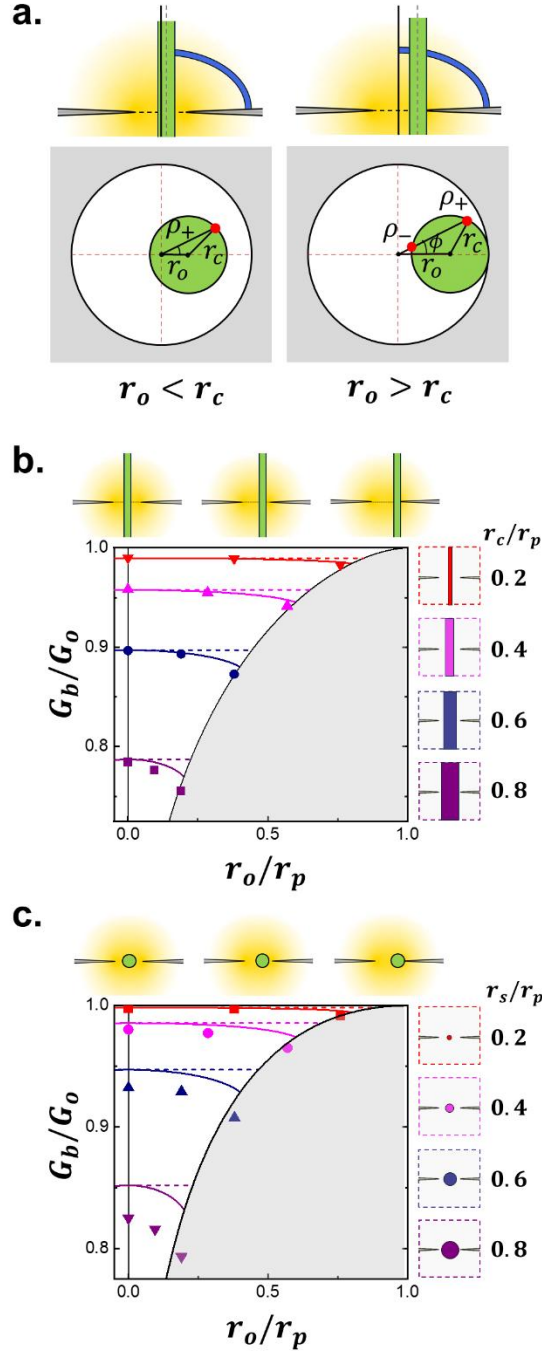 a.
ρ₊ r_o r_c
ρ₋ ρ₊ ϕ r_o r_c
r_o < r_c r_o > r_c
b.
r_c/r_p
1.0
0.9
0.8
G_b/G_o
0.2
0.4
0.6
0.8
0.0 0.5 1.0
r_o/r_p
c.
r_s/r_p
1.0
0.9
0.8
G_b/G_o
0.2
0.4
0.6
0.8
0.0 0.5 1.0
r_o/r_p